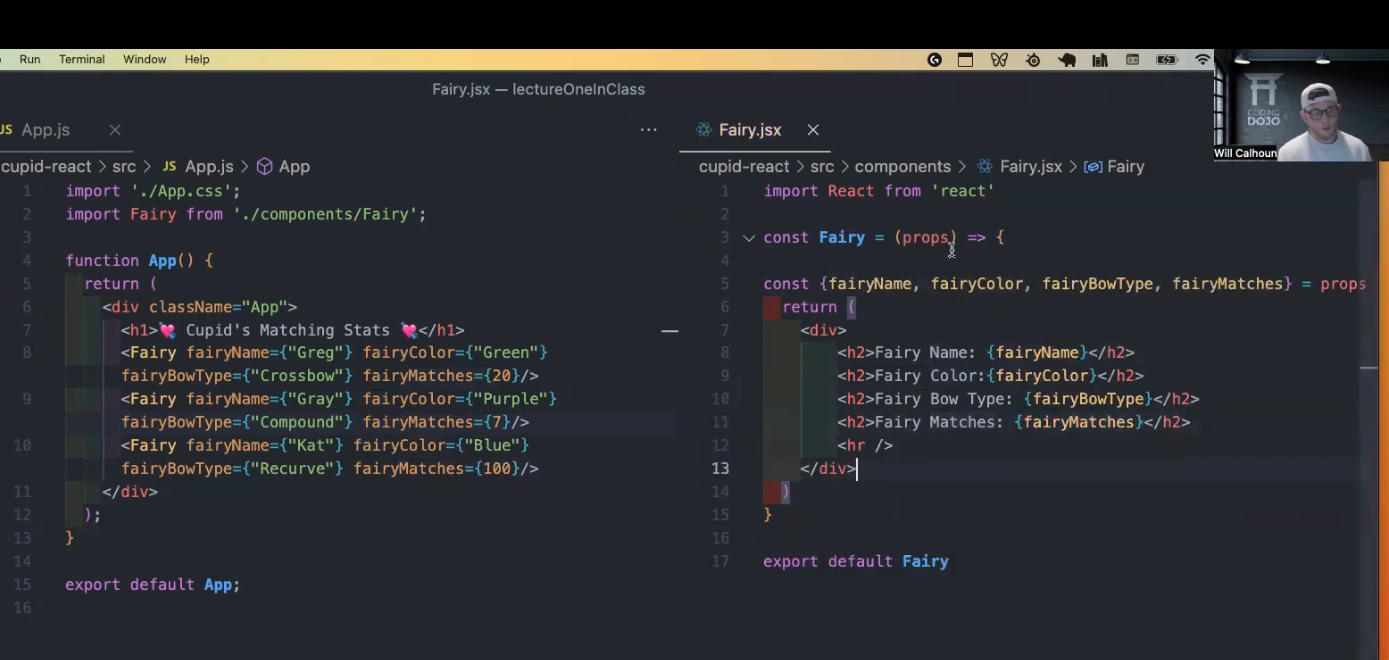 Run Terminal Window Help
Fairy.jsx — lectureOneInClass
CODING
DOJO
Will Calhoun
JS App.js
cupid-react > src > JS App.js > App
1 import './App.css';
2 import Fairy from './components/Fairy';
3
4 function App() {
5 return (
6 <div className="App">
7 <h1>💘 Cupid's Matching Stats 💘</h1>
8 <Fairy fairyName={"Greg"} fairyColor={"Green"}
fairyBowType={"Crossbow"} fairyMatches={20}/>
9 <Fairy fairyName={"Gray"} fairyColor={"Purple"}
fairyBowType={"Compound"} fairyMatches={7}/>
10 <Fairy fairyName={"Kat"} fairyColor={"Blue"}
fairyBowType={"Recurve"} fairyMatches={100}/>
11 </div>
12 );
13 }
14
15 export default App;
16
Fairy.jsx
cupid-react > src > components > Fairy.jsx > Fairy
1 import React from 'react'
2
3 const Fairy = (props) => {
4
5 const {fairyName, fairyColor, fairyBowType, fairyMatches} = props
6 return (
7 <div>
8 <h2>Fairy Name: {fairyName}</h2>
9 <h2>Fairy Color:{fairyColor}</h2>
10 <h2>Fairy Bow Type: {fairyBowType}</h2>
11 <h2>Fairy Matches: {fairyMatches}</h2>
12 <hr />
13 </div>
14 )
15 }
16
17 export default Fairy